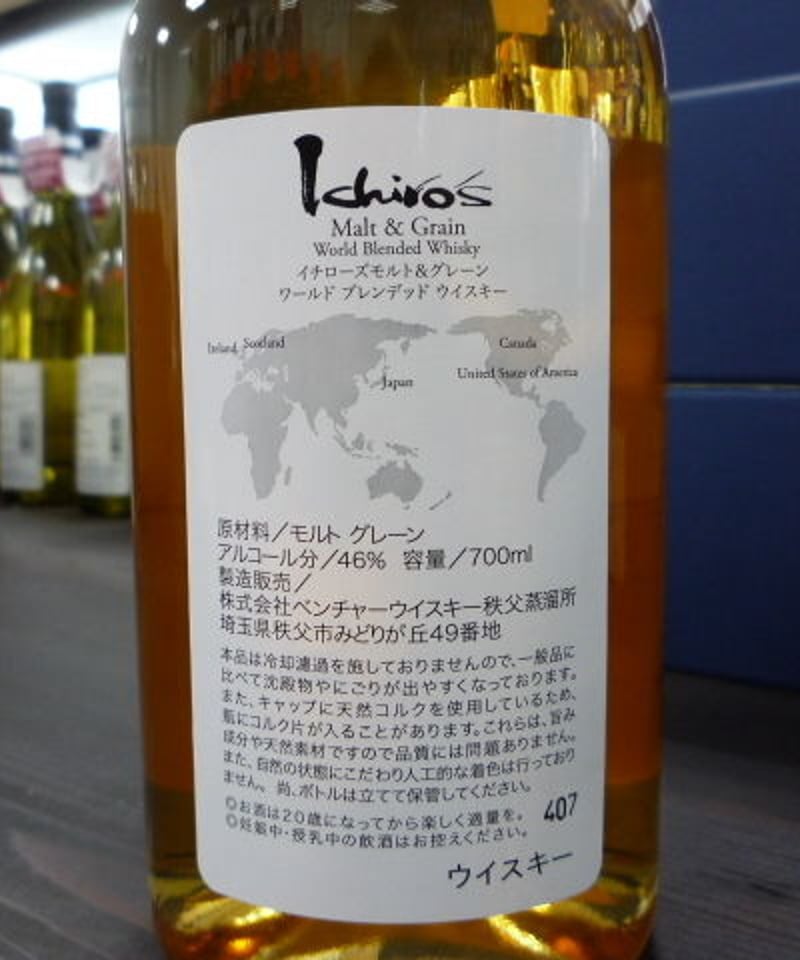 Ichiro's
Malt & Grain
World Blended Whisky
イチローズモルト&グレーン
ワールド ブレンデッド ウイスキー
Ireland Scotland
Canada
Japan
United States of America
原材料／モルト グレーン
アルコール分／46% 容量／700ml
製造販売／
株式会社ベンチャーウイスキー秩父蒸溜所
埼玉県秩父市みどりが丘49番地
本品は冷却濾過を施しておりませんので、一般品に
比べて沈殿物やにごりが出やすくなっております。
また、キャップに天然コルクを使用しているため、
瓶にコルク片が入ることがあります。これらは、旨み
成分や天然素材ですので品質には問題ありません。
また、自然の状態にこだわり人工的な着色は行っており
ません。尚、ボトルは立てて保管してください。
◎お酒は20歳になってから楽しく適量を。
◎妊娠中・授乳中の飲酒はお控えください。
407
ウイスキー